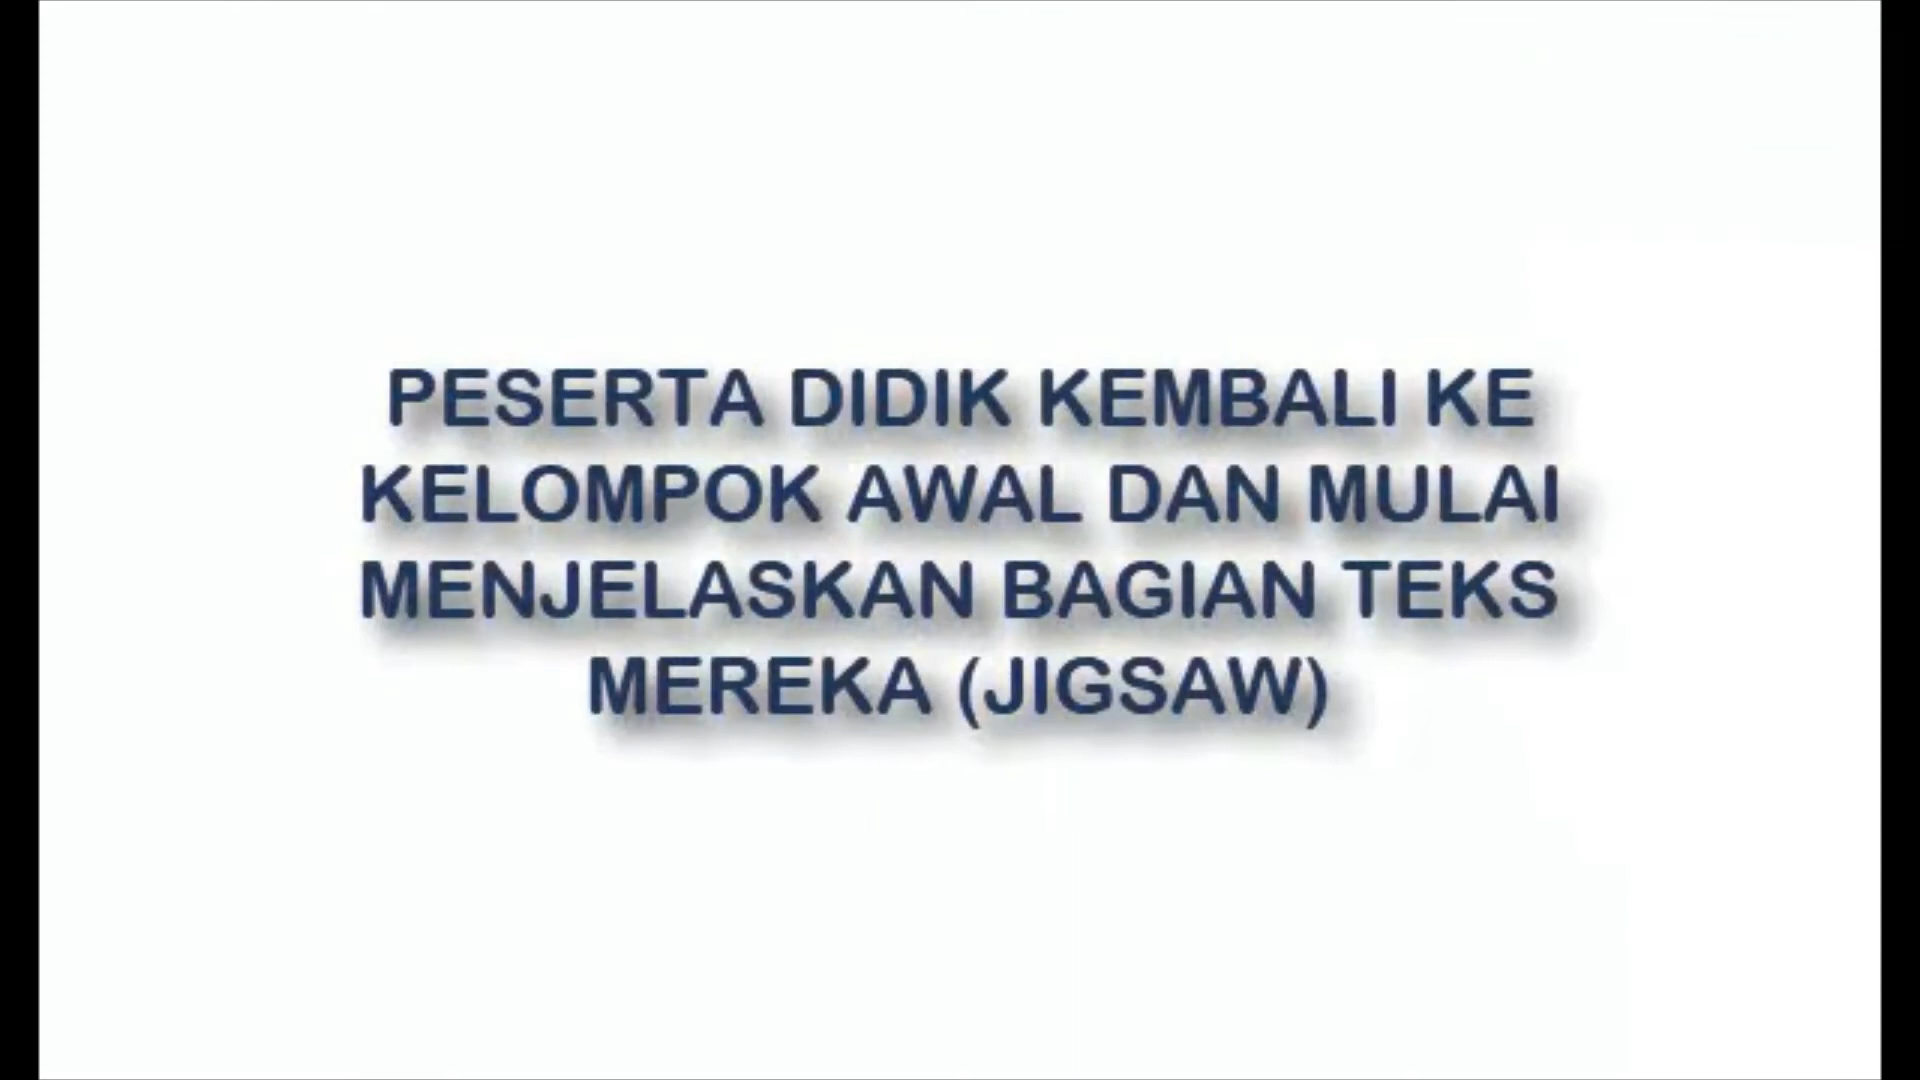 PESERTA DIDIK KEMBALI KE
KELOMPOK AWAL DAN MULAI
MENJELASKAN BAGIAN TEKS
MEREKA (JIGSAW)